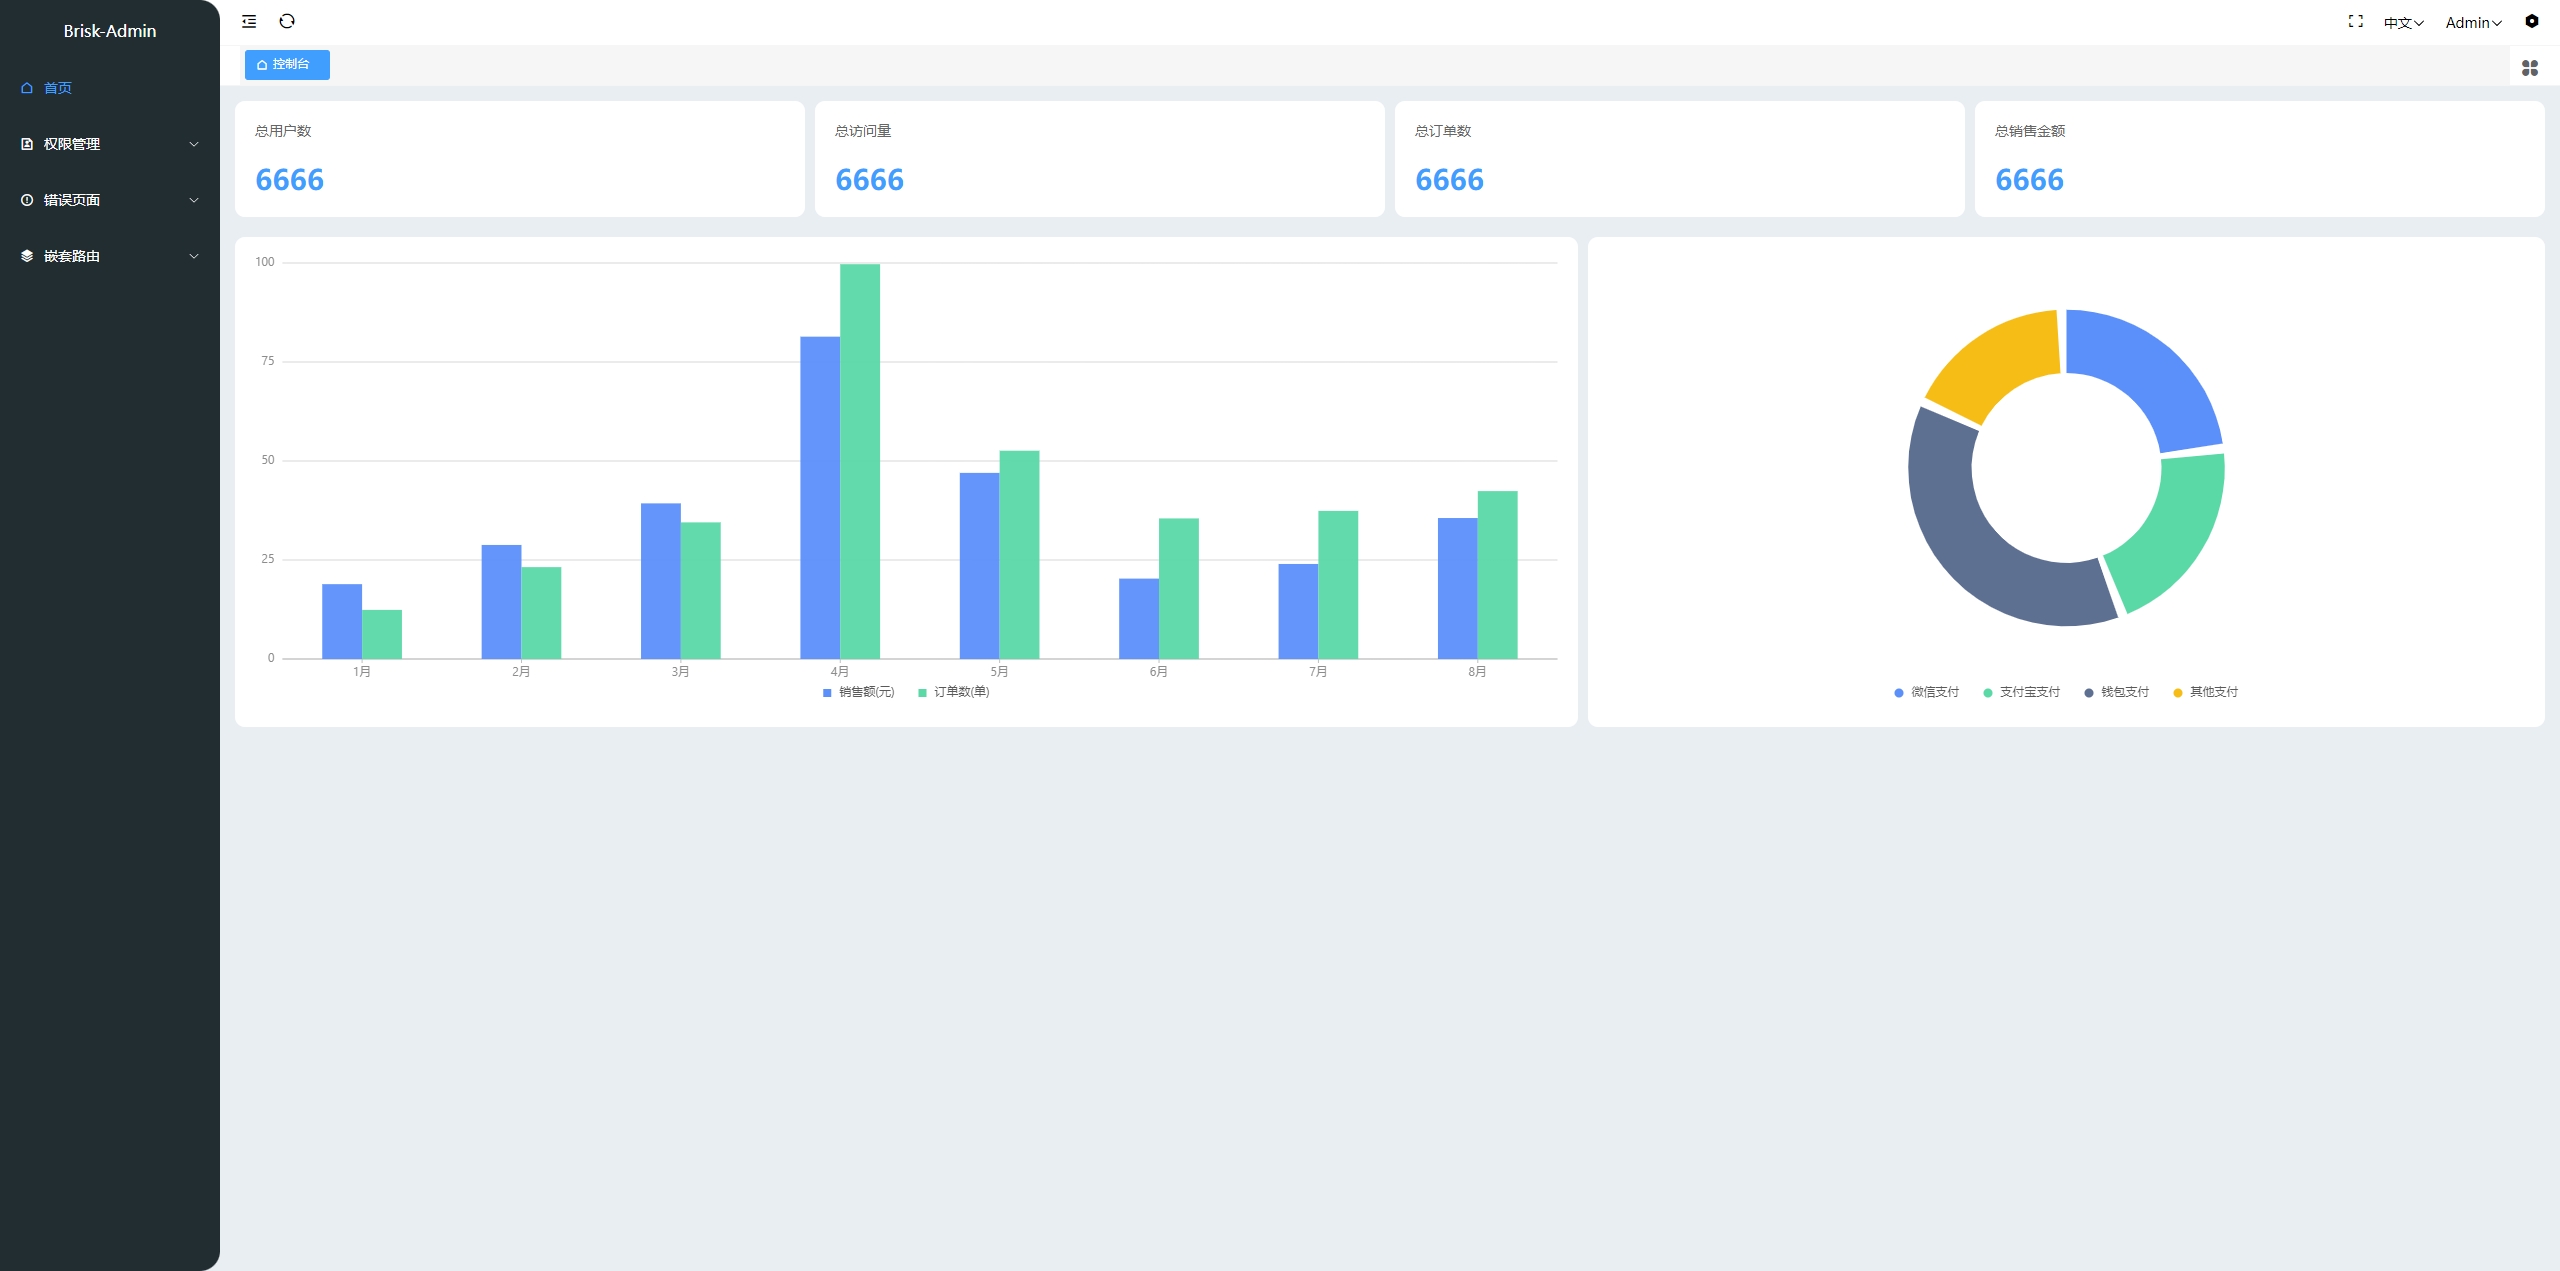 Brisk-Admin
首页
权限管理
错误页面
嵌套路由
中文
Admin
控制台
总用户数
6666
总访问量
6666
总订单数
6666
总销售金额
6666
100
75
50
25
0
1月
2月
3月
4月
5月
6月
7月
8月
销售额(元)
订单数(单)
微信支付
支付宝支付
钱包支付
其他支付